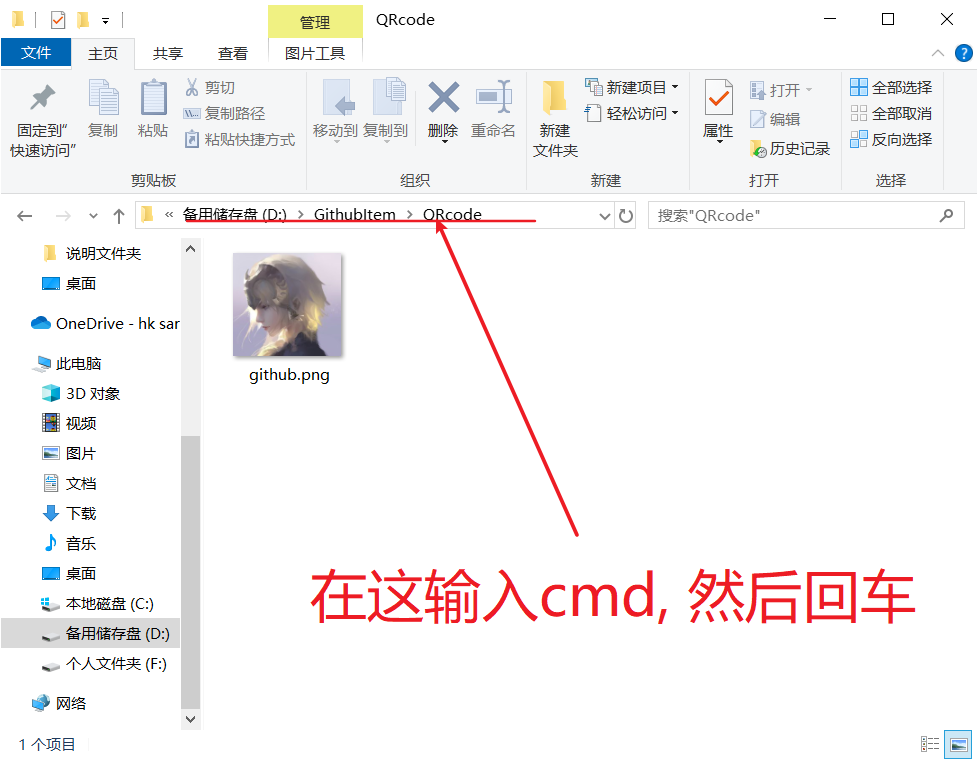 管理
QRcode
文件
主页
共享
查看
图片工具
固定到"
快速访问"
复制
粘贴
剪切
复制路径
粘贴快捷方式
剪贴板
移动到
复制到
删除
重命名
组织
新建
文件夹
新建项目
轻松访问
新建
属性
打开
编辑
历史记录
打开
全部选择
全部取消
反向选择
选择
« 备用储存盘 (D:) > GithubItem > QRcode
搜索"QRcode"
说明文件夹
桌面
OneDrive - hk sar
此电脑
3D 对象
视频
图片
文档
下载
音乐
桌面
本地磁盘 (C:)
备用储存盘 (D:)
个人文件夹 (F:)
网络
github.png
在这输入cmd, 然后回车
1 个项目